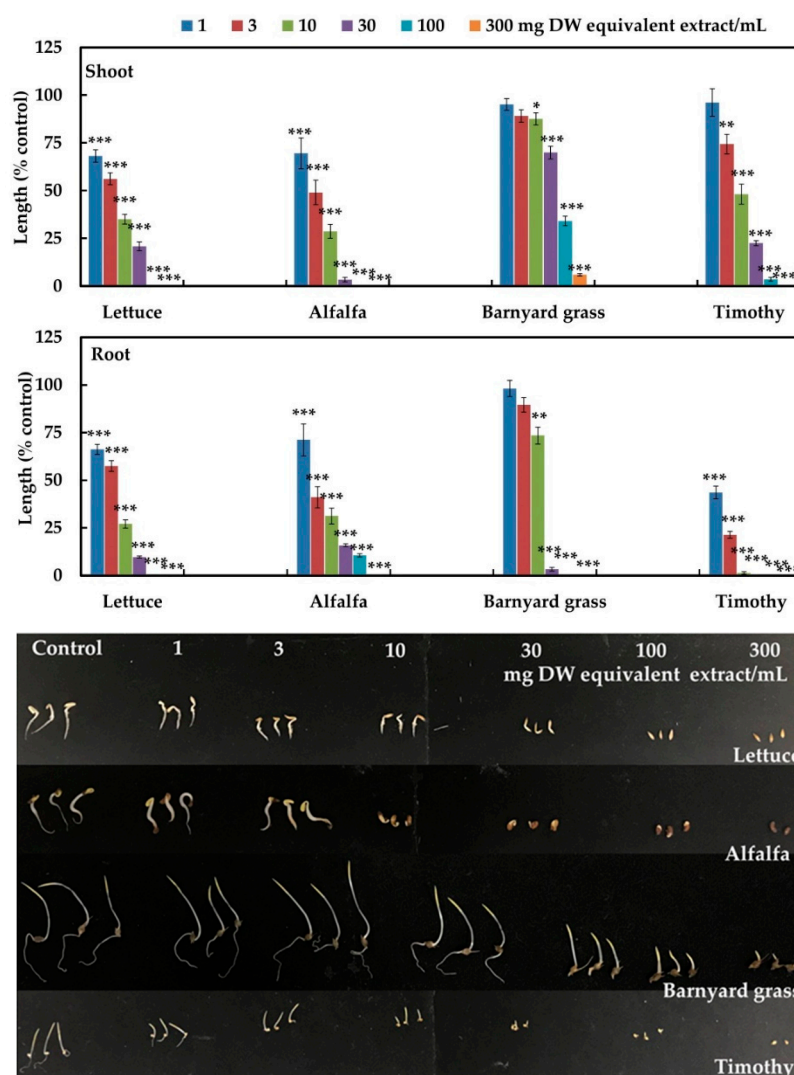 1 3 10 30 100 300 mg DW equivalent extract/mL
Length (% control)
125
100
75
50
25
0
Shoot
*** *** *** *** *** ***
*** *** *** *** *** ***
* *** *** ***
** *** *** *** ***
Lettuce Alfalfa Barnyard grass Timothy
Length (% control)
125
100
75
50
25
0
Root
*** *** *** *** *** ***
*** *** *** *** *** ***
** *** *** ***
*** *** *** *** *** ***
Lettuce Alfalfa Barnyard grass Timothy
Control 1 3 10 30 100 300
mg DW equivalent extract/mL
Lettuce
Alfalfa
Barnyard grass
Timothy